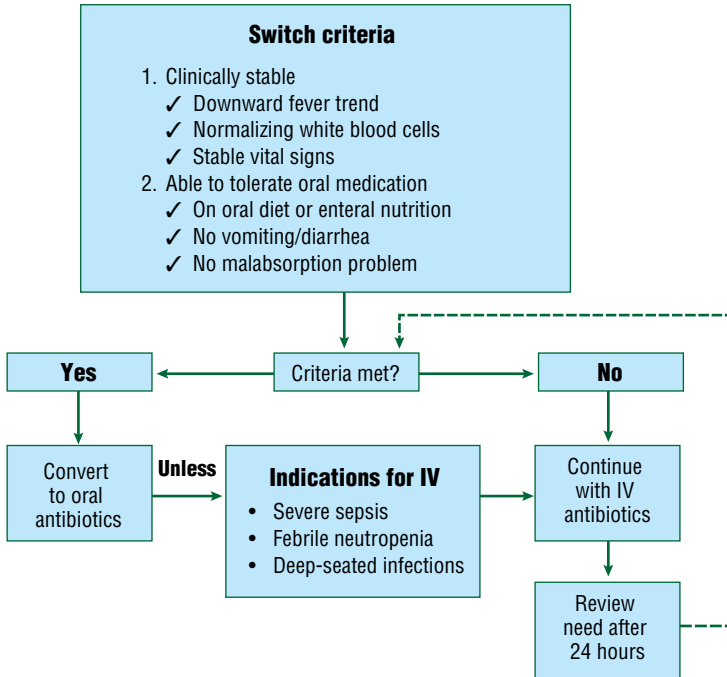 Switch criteria
1. Clinically stable
✓ Downward fever trend
✓ Normalizing white blood cells
✓ Stable vital signs
2. Able to tolerate oral medication
✓ On oral diet or enteral nutrition
✓ No vomiting/diarrhea
✓ No malabsorption problem
Yes
Criteria met?
No
Convert
to oral
antibiotics
Unless
Indications for IV
• Severe sepsis
• Febrile neutropenia
• Deep-seated infections
Continue
with IV
antibiotics
Review
need after
24 hours